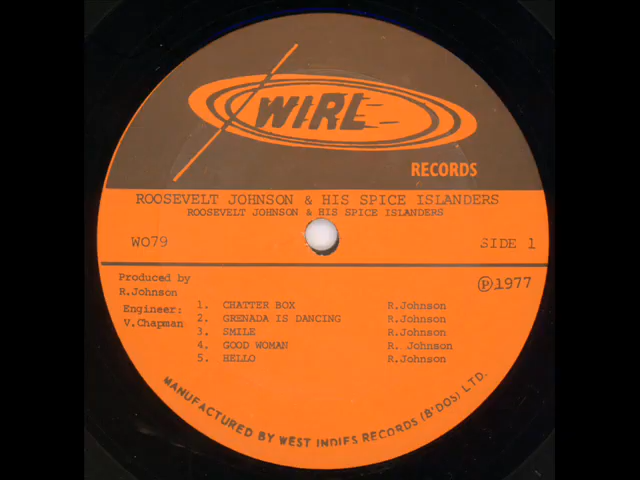 WIRL
RECORDS
ROOSEVELT JOHNSON & HIS SPICE ISLANDERS
ROOSEVELT JOHNSON & HIS SPICE ISLANDERS
WO79 SIDE 1
Produced by
R.Johnson
Ⓟ1977
Engineer:
V.Chapman
1. CHATTER BOX R.Johnson
2. GRENADA IS DANCING R.Johnson
3. SMILE R.Johnson
4. GOOD WOMAN R. Johnson
5. HELLO R.Johnson
MANUFACTURED BY WEST INDIES RECORDS (B'DOS) LTD.